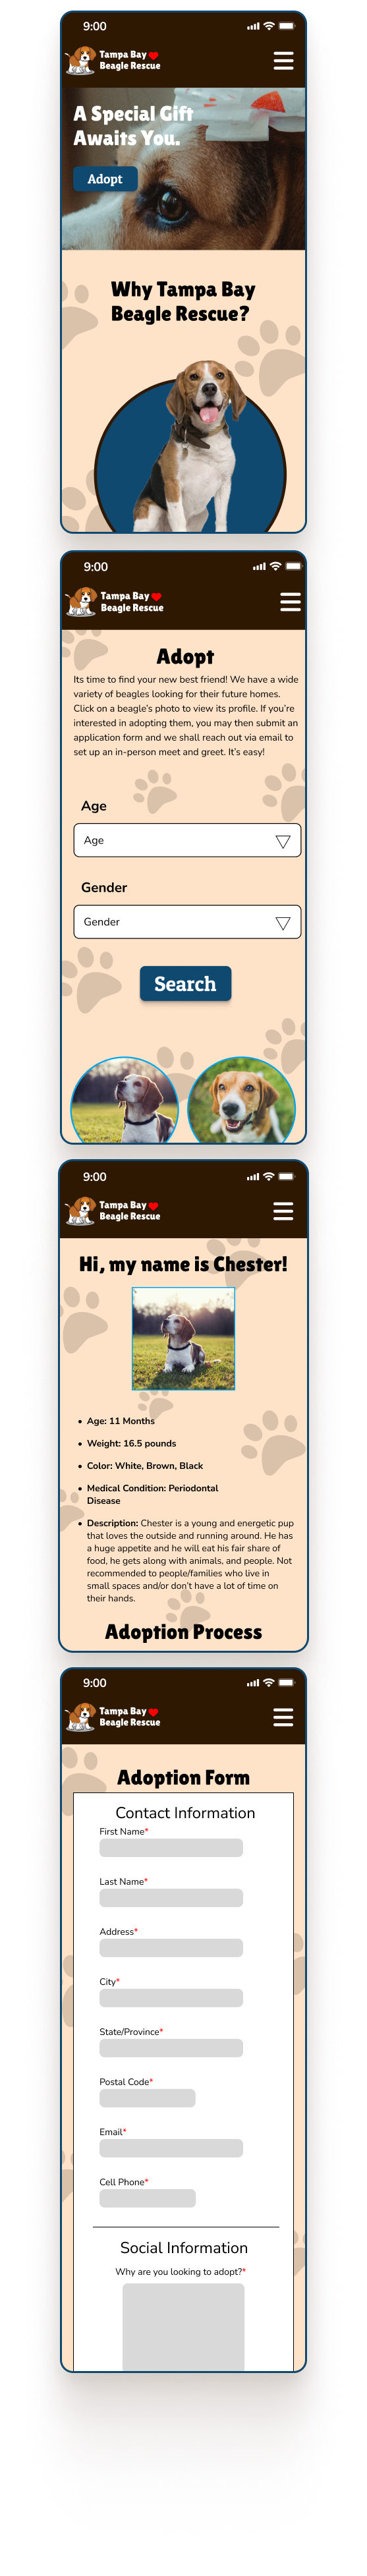 9:00
Tampa Bay
Beagle Rescue
A Special Gift
Awaits You.
Adopt
Why Tampa Bay
Beagle Rescue?
9:00
Tampa Bay
Beagle Rescue
Adopt
Its time to find your new best friend! We have a wide
variety of beagles looking for their future homes.
Click on a beagle's photo to view its profile. If you're
interested in adopting them, you may then submit an
application form and we shall reach out via email to
set up an in-person meet and greet. It's easy!
Age
Age
Gender
Gender
Search
9:00
Tampa Bay
Beagle Rescue
Hi, my name is Chester!
• Age: 11 Months
• Weight: 16.5 pounds
• Color: White, Brown, Black
• Medical Condition: Periodontal
Disease
• Description: Chester is a young and energetic pup
that loves the outside and running around. He has
a huge appetite and he will eat his fair share of
food, he gets along with animals, and people. Not
recommended to people/families who live in
small spaces and/or don't have a lot of time on
their hands.
Adoption Process
9:00
Tampa Bay
Beagle Rescue
Adoption Form
Contact Information
First Name*
Last Name*
Address*
City*
State/Province*
Postal Code*
Email*
Cell Phone*
Social Information
Why are you looking to adopt?*